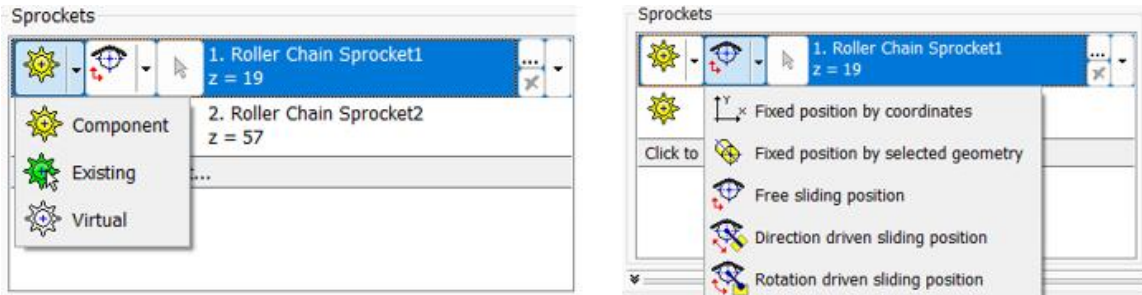 Sprockets
1. Roller Chain Sprocket1
z = 19
...
Component
2. Roller Chain Sprocket2
z = 57
Existing
...
Virtual
Sprockets
1. Roller Chain Sprocket1
z = 19
...
Y
x Fixed position by coordinates
Click to
Fixed position by selected geometry
Free sliding position
Direction driven sliding position
Rotation driven sliding position